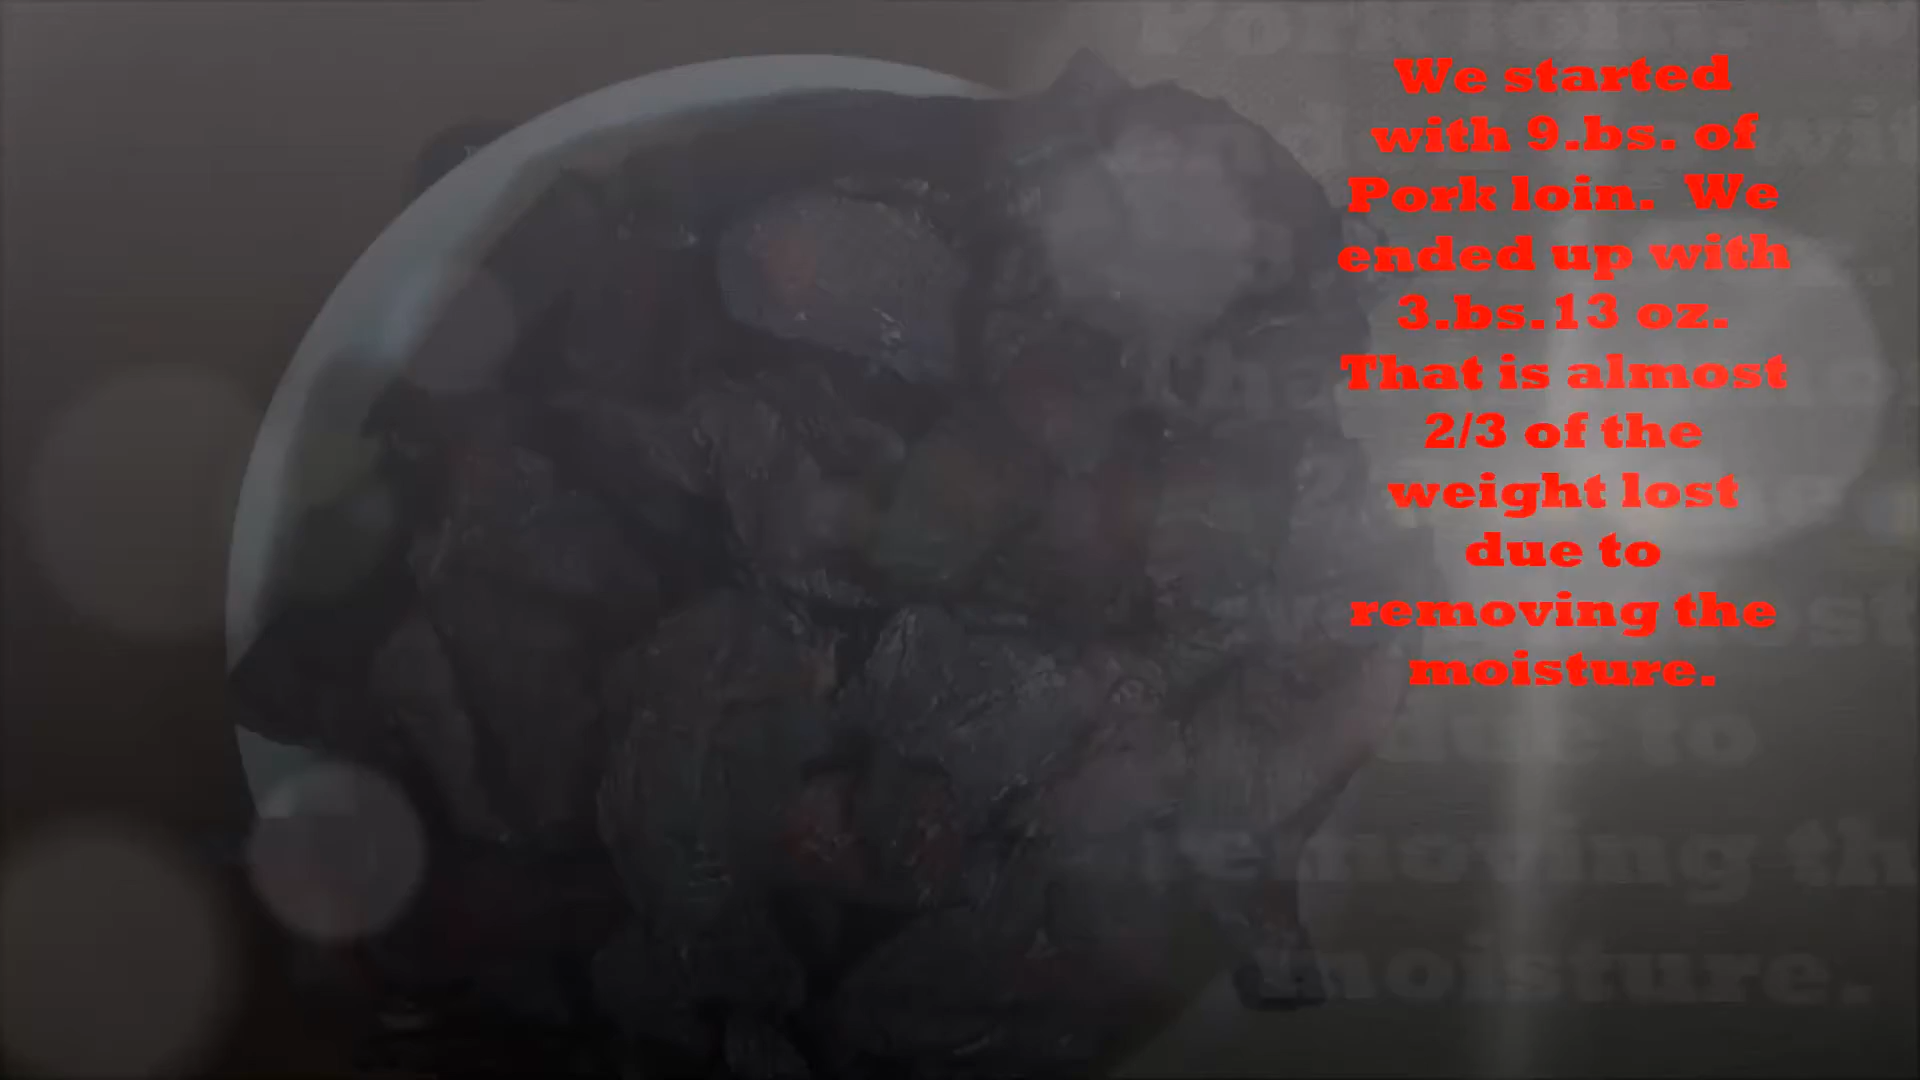 We started
with 9.bs. of
Pork loin. We
ended up with
3.bs.13 oz.
That is almost
2/3 of the
weight lost
due to
removing the
moisture.